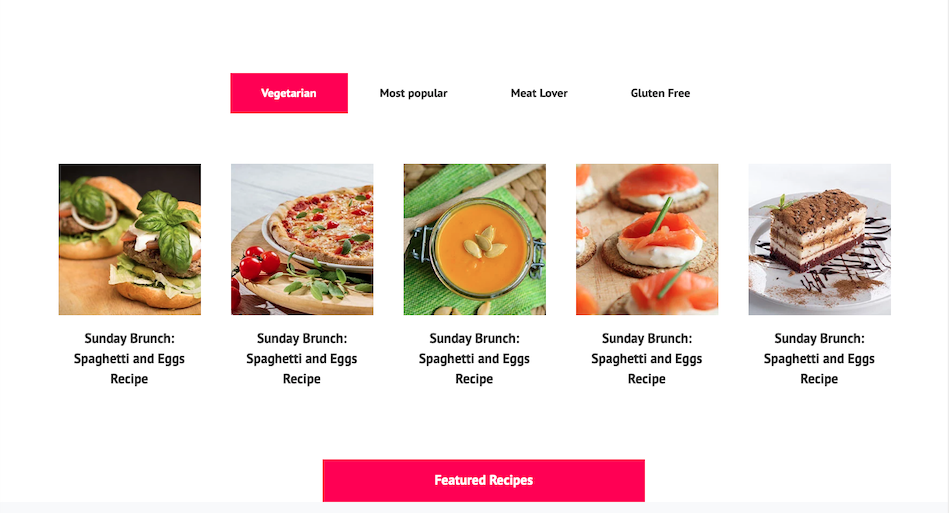 Vegetarian Most popular Meat Lover Gluten Free
Sunday Brunch:
Spaghetti and Eggs
Recipe
Sunday Brunch:
Spaghetti and Eggs
Recipe
Sunday Brunch:
Spaghetti and Eggs
Recipe
Sunday Brunch:
Spaghetti and Eggs
Recipe
Sunday Brunch:
Spaghetti and Eggs
Recipe
Featured Recipes